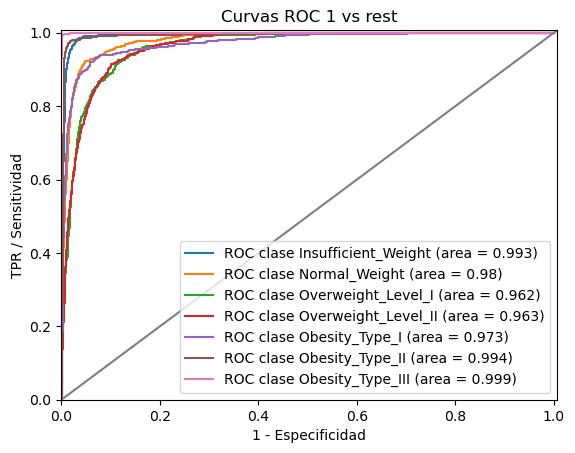 Curvas ROC 1 vs rest
TPR / Sensitividad
1.0
0.8
0.6
0.4
0.2
0.0
ROC clase Insufficient_Weight (area = 0.993)
ROC clase Normal_Weight (area = 0.98)
ROC clase Overweight_Level_I (area = 0.962)
ROC clase Overweight_Level_II (area = 0.963)
ROC clase Obesity_Type_I (area = 0.973)
ROC clase Obesity_Type_II (area = 0.994)
ROC clase Obesity_Type_III (area = 0.999)
0.0 0.2 0.4 0.6 0.8 1.0
1 - Especificidad